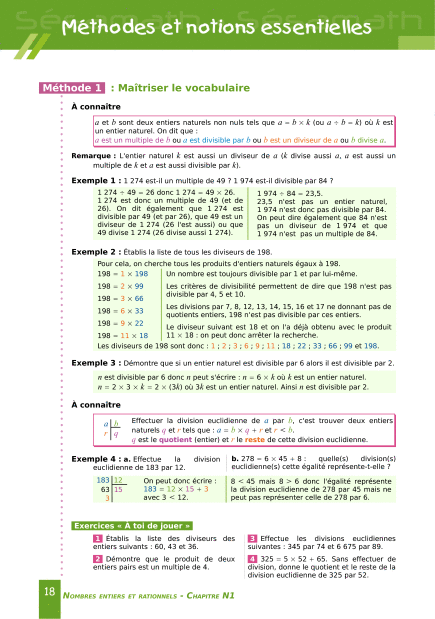 Sésamath Sésamath
Méthodes et notions essentielles
Méthode 1 : Maîtriser le vocabulaire
À connaître
a et b sont deux entiers naturels non nuls tels que a = b × k (ou a ÷ b = k) où k est
un entier naturel. On dit que :
a est un multiple de b ou a est divisible par b ou b est un diviseur de a ou b divise a.
Remarque : L'entier naturel k est aussi un diviseur de a (k divise aussi a, a est aussi un
multiple de k et a est aussi divisible par k).
Exemple 1 : 1 274 est-il un multiple de 49 ? 1 974 est-il divisible par 84 ?
1 274 ÷ 49 = 26 donc 1 274 = 49 × 26.
1 274 est donc un multiple de 49 (et de
26). On dit également que 1 274 est
divisible par 49 (et par 26), que 49 est un
diviseur de 1 274 (26 l'est aussi) ou que
49 divise 1 274 (26 divise aussi 1 274).
1 974 ÷ 84 = 23,5.
23,5 n'est pas un entier naturel,
1 974 n'est donc pas divisible par 84.
On peut dire également que 84 n'est
pas un diviseur de 1 974 et que
1 974 n'est pas un multiple de 84.
Exemple 2 : Établis la liste de tous les diviseurs de 198.
Pour cela, on cherche tous les produits d'entiers naturels égaux à 198.
198 = 1 × 198 Un nombre est toujours divisible par 1 et par lui-même.
198 = 2 × 99 Les critères de divisibilité permettent de dire que 198 n'est pas
divisible par 4, 5 et 10.
198 = 3 × 66
198 = 6 × 33 Les divisions par 7, 8, 12, 13, 14, 15, 16 et 17 ne donnant pas de
quotients entiers, 198 n'est pas divisible par ces entiers.
198 = 9 × 22
198 = 11 × 18 Le diviseur suivant est 18 et on l'a déjà obtenu avec le produit
11 × 18 : on peut donc arrêter la recherche.
Les diviseurs de 198 sont donc : 1 ; 2 ; 3 ; 6 ; 9 ; 11 ; 18 ; 22 ; 33 ; 66 ; 99 et 198.
Exemple 3 : Démontre que si un entier naturel est divisible par 6 alors il est divisible par 2.
n est divisible par 6 donc n peut s'écrire : n = 6 × k où k est un entier naturel.
n = 2 × 3 × k = 2 × (3k) où 3k est un entier naturel. Ainsi n est divisible par 2.
À connaître
a b
r q
Effectuer la division euclidienne de a par b, c'est trouver deux entiers
naturels q et r tels que : a = b × q + r et r < b.
q est le quotient (entier) et r le reste de cette division euclidienne.
Exemple 4 : a. Effectue la division
euclidienne de 183 par 12.
183 12
63 15
3
On peut donc écrire :
183 = 12 × 15 + 3
avec 3 < 12.
b. 278 = 6 × 45 + 8 : quelle(s) division(s)
euclidienne(s) cette égalité représente-t-elle ?
8 < 45 mais 8 > 6 donc l'égalité représente
la division euclidienne de 278 par 45 mais ne
peut pas représenter celle de 278 par 6.
Exercices « À toi de jouer »
1 Établis la liste des diviseurs des
entiers suivants : 60, 43 et 36.
2 Démontre que le produit de deux
entiers pairs est un multiple de 4.
3 Effectue les divisions euclidiennes
suivantes : 345 par 74 et 6 675 par 89.
4 325 = 5 × 52 + 65. Sans effectuer de
division, donne le quotient et le reste de la
division euclidienne de 325 par 52.
18 NOMBRES ENTIERS ET RATIONNELS - CHAPITRE N1